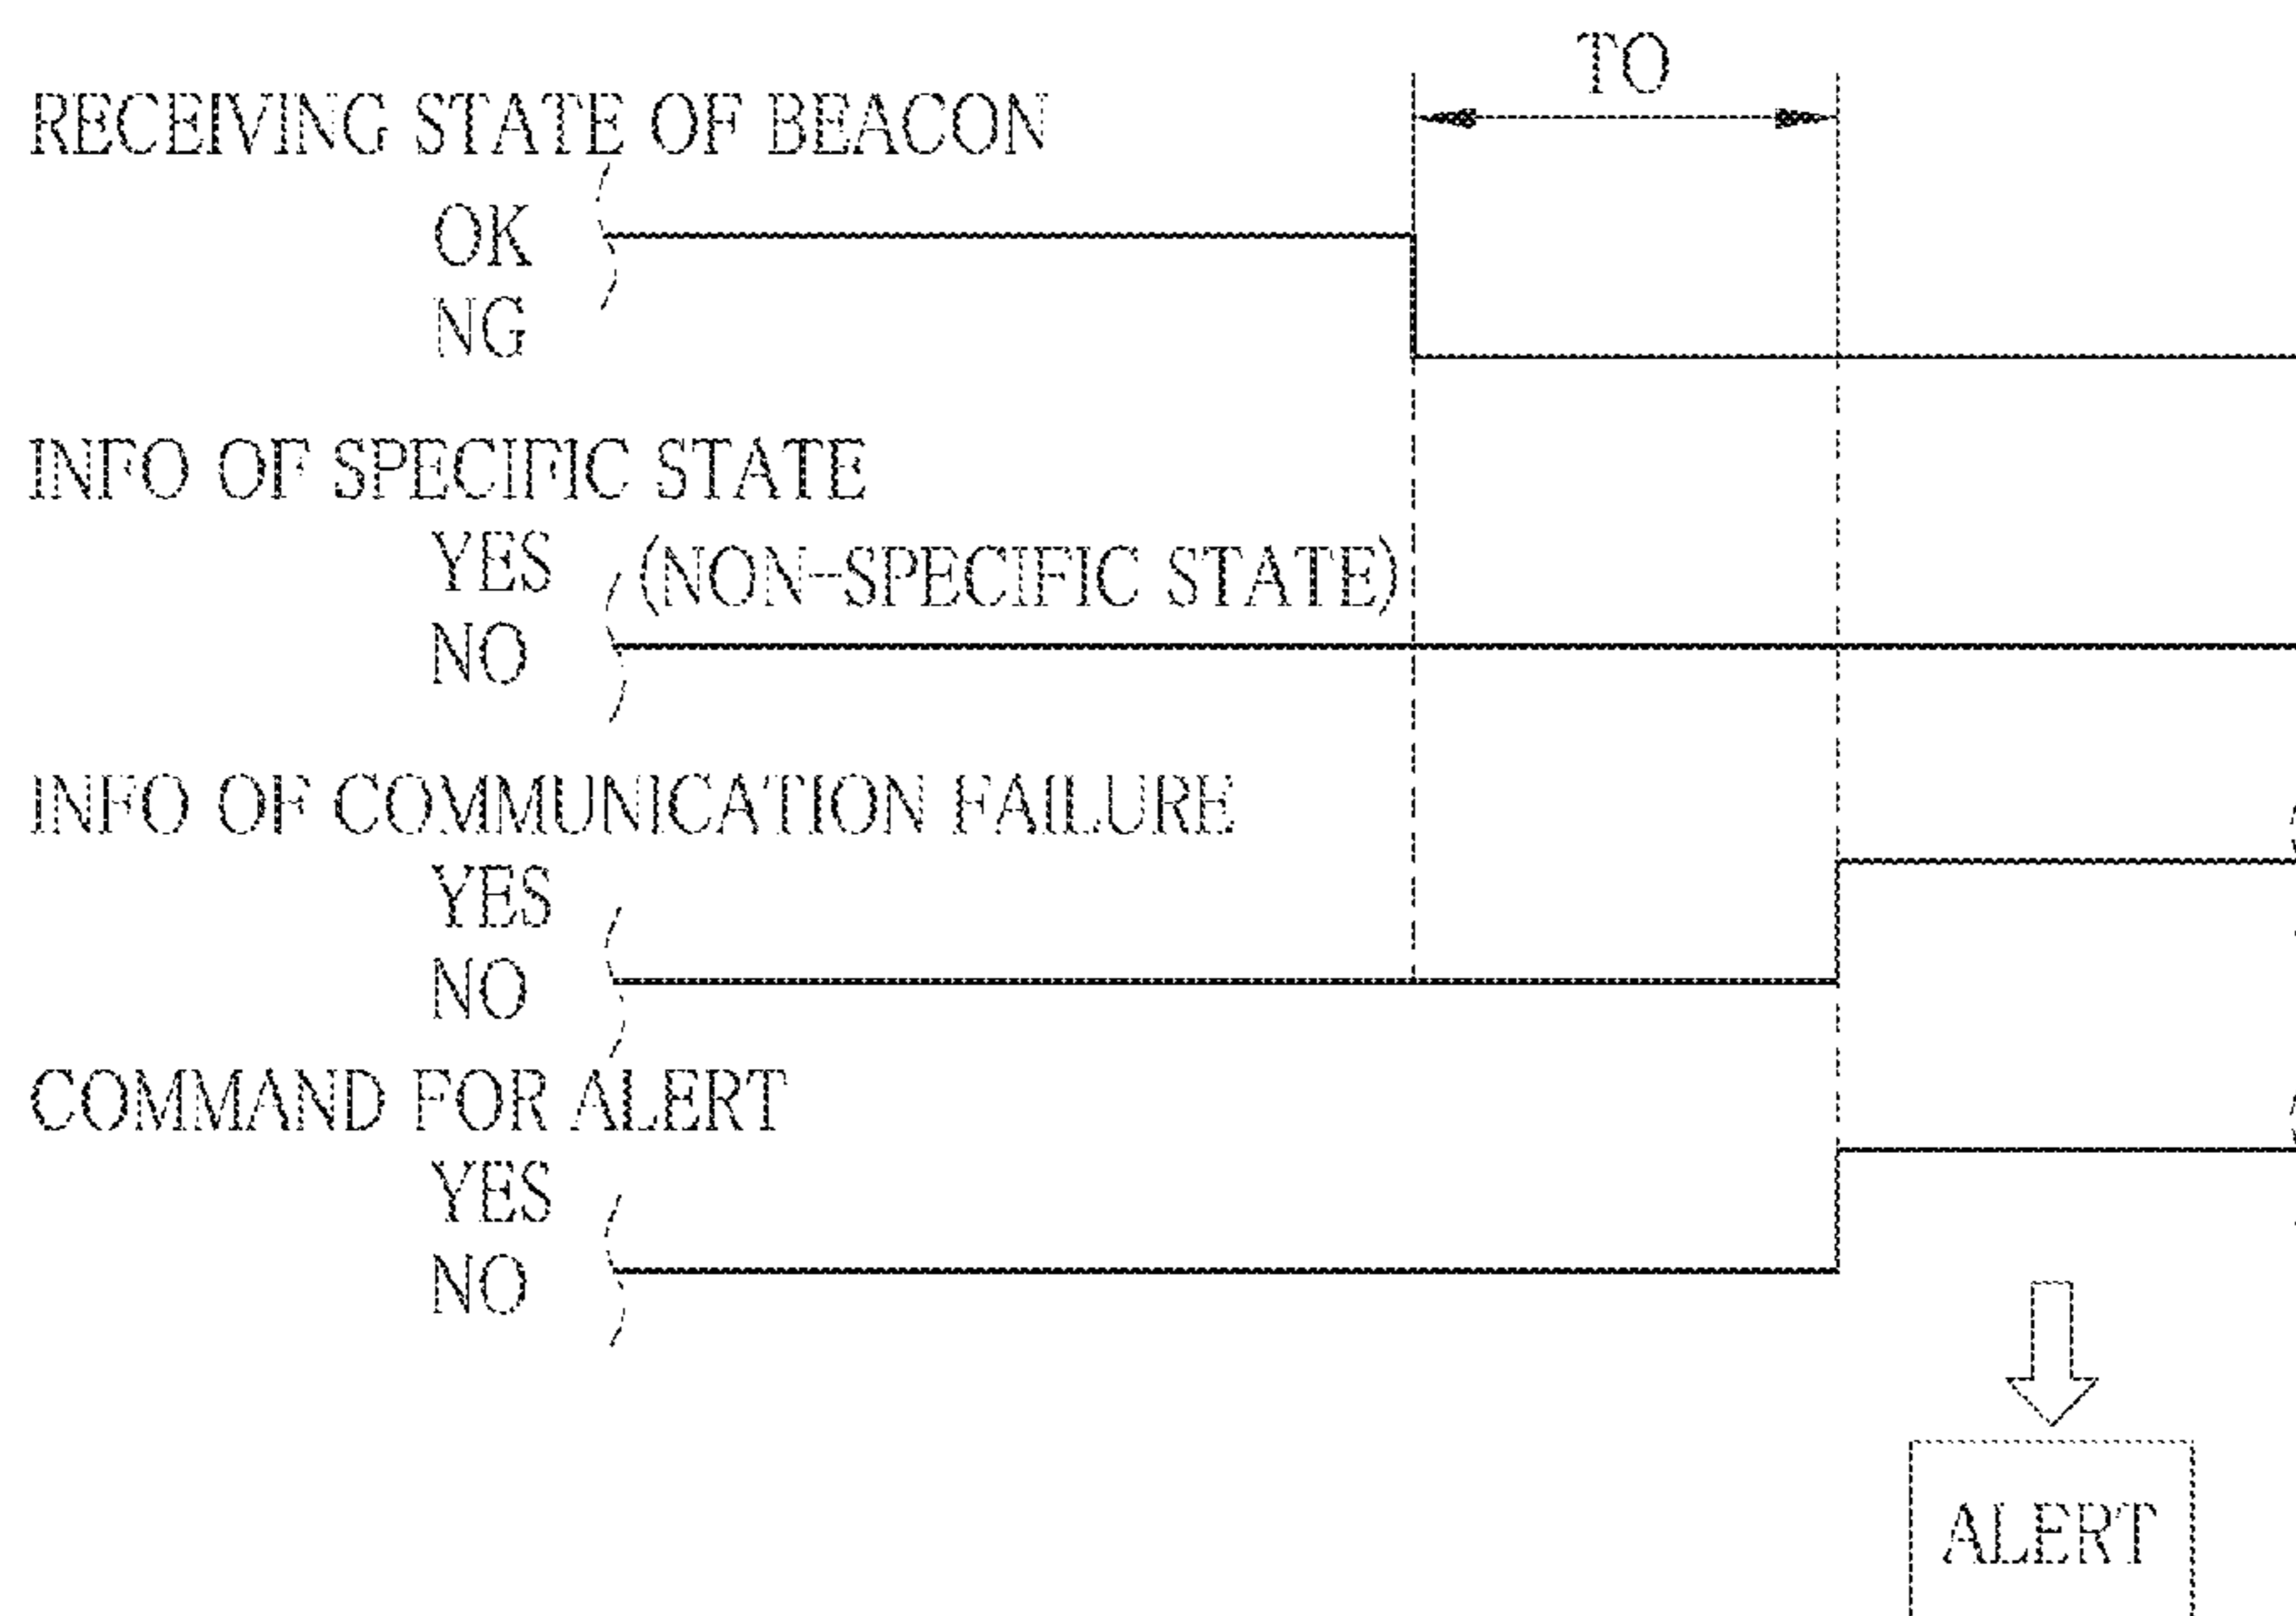 TO
RECEIVING STATE OF BEACON
OK
NG
INFO OF SPECIFIC STATE
YES
(NON-SPECIFIC STATE)
NO
INFO OF COMMUNICATION FAILURE
YES
NO
COMMAND FOR ALERT
YES
NO
ALERT